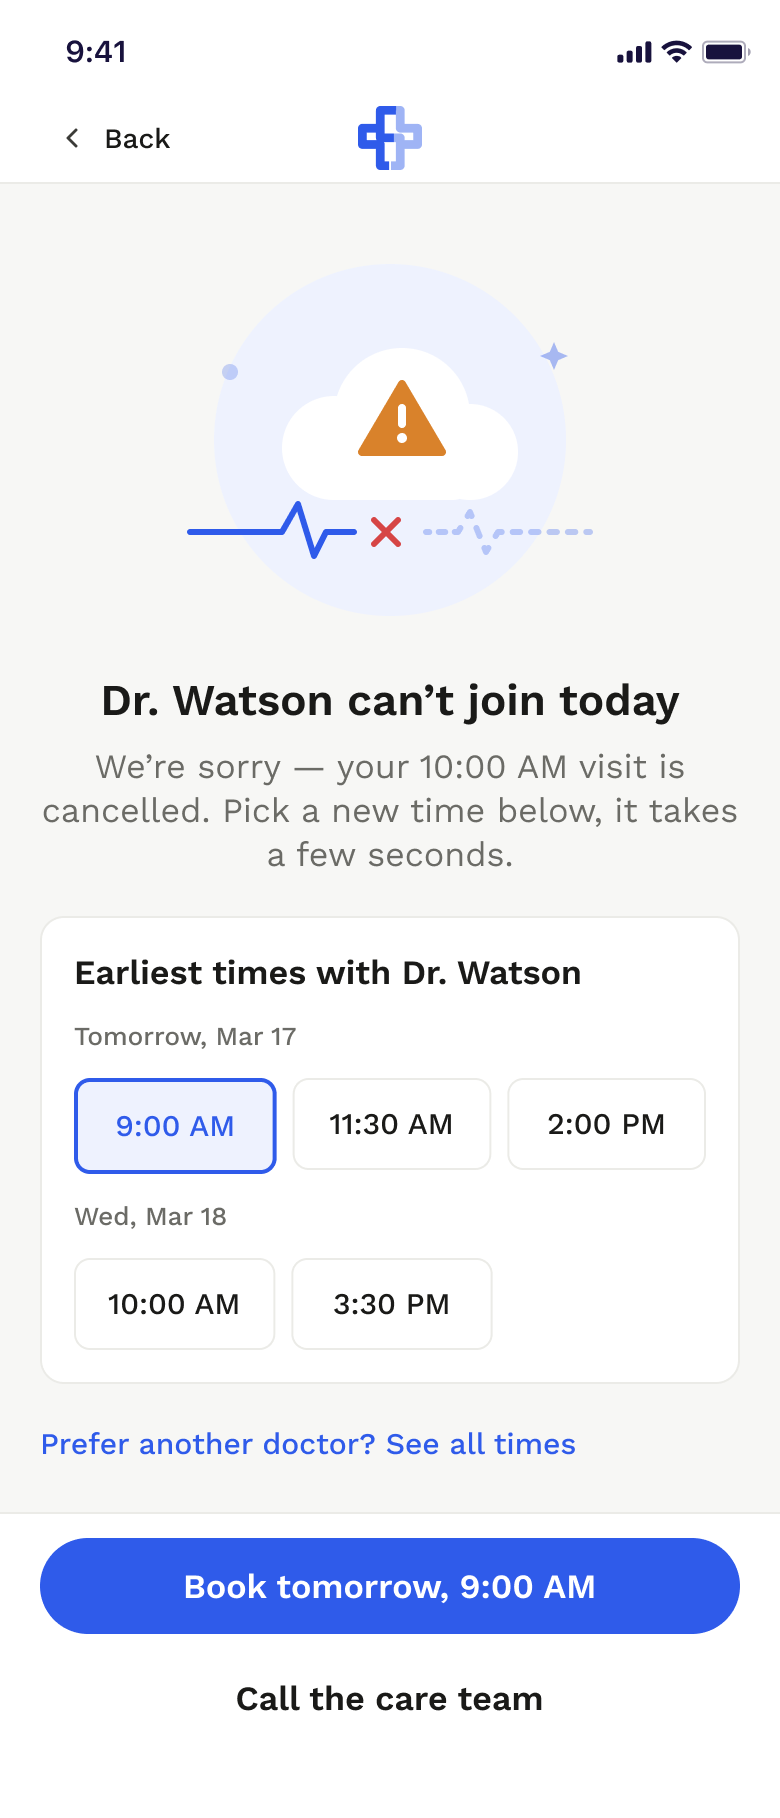 9:41
Back
Dr. Watson can’t join today
We’re sorry — your 10:00 AM visit is
cancelled. Pick a new time below, it takes
a few seconds.
Earliest times with Dr. Watson
Tomorrow, Mar 17
9:00 AM
11:30 AM
2:00 PM
Wed, Mar 18
10:00 AM
3:30 PM
Prefer another doctor? See all times
Book tomorrow, 9:00 AM
Call the care team